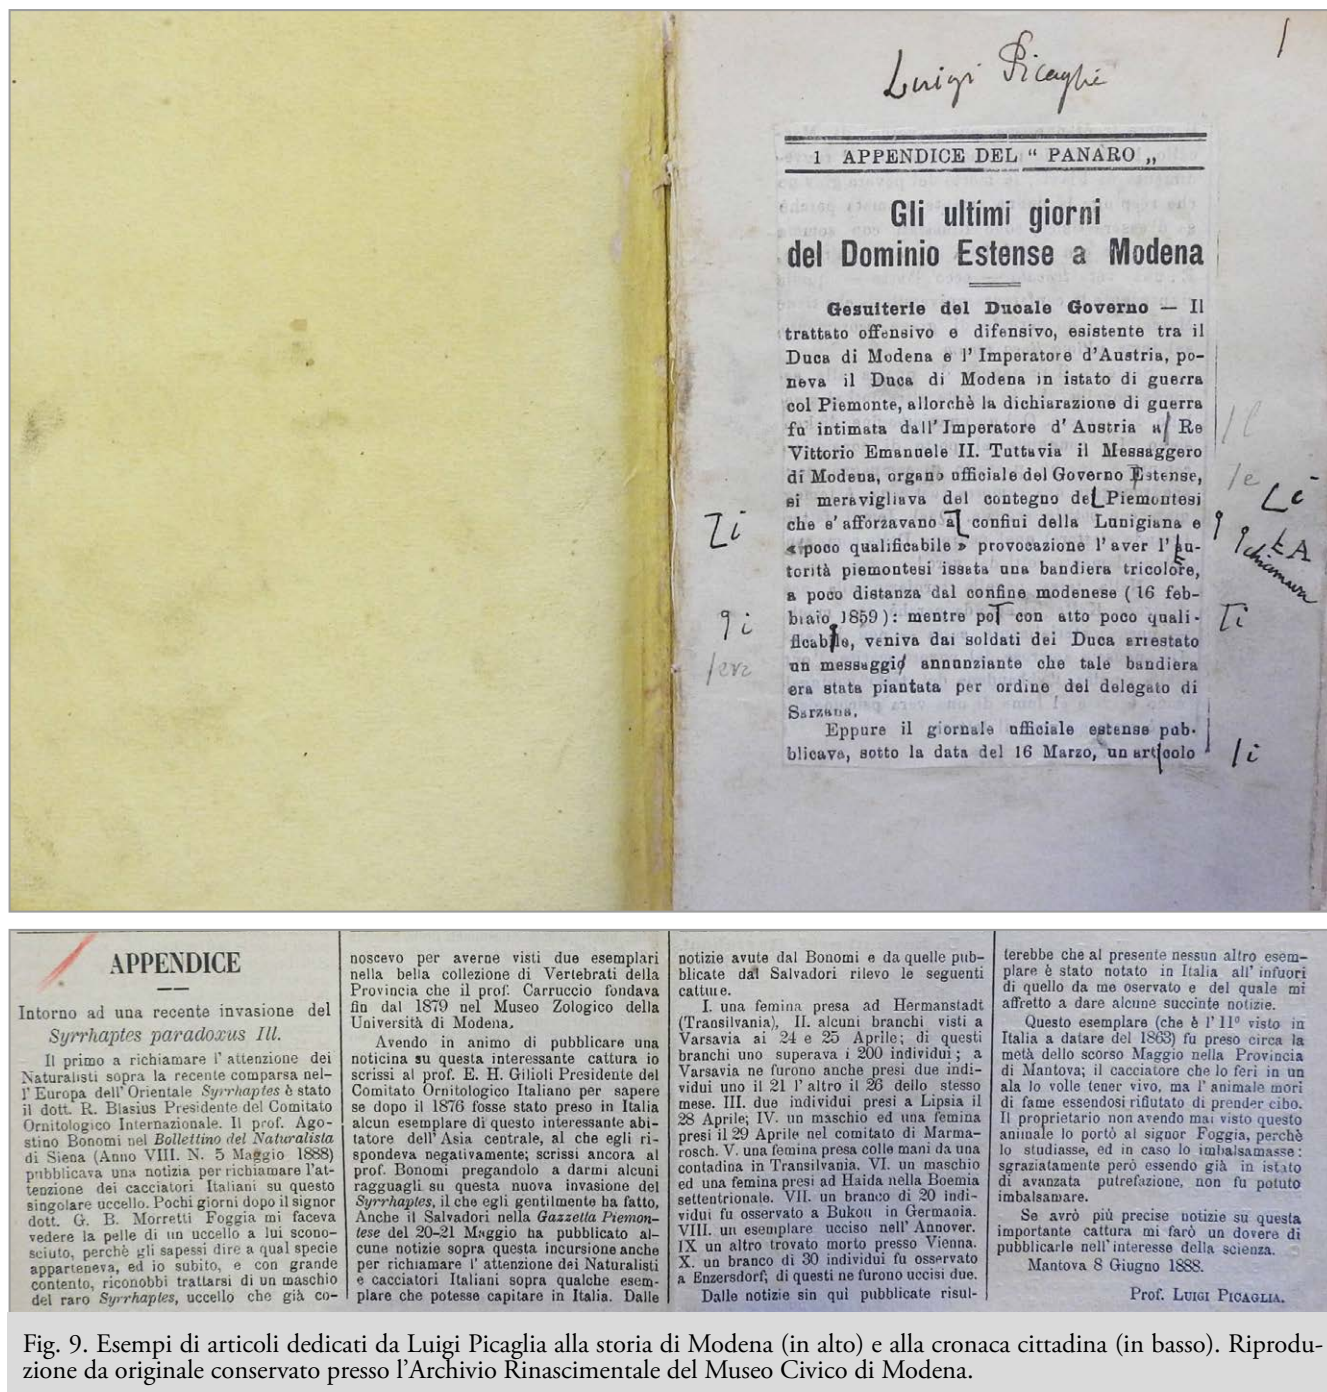 Luigi Picaglie
1
1 APPENDICE DEL “ PANARO „
Gli ultimi giorni
del Dominio Estense a Modena
Gesuiterie del Ducale Governo — Il
trattato offensivo e difensivo, esistente tra il
Duca di Modena e l' Imperatore d'Austria, po-
neva il Duca di Modena in istato di guerra
col Piemonte, allorchè la dichiarazione di guerra
fu intimata dall' Imperatore d' Austria a/ Re
Vittorio Emanuele II. Tuttavia il Messaggero
di Modena, organo ufficiale del Governo Estense,
si meravigliava del contegno de Piemontesi
che s' afforzavano a confini della Lunigiana e
« poco qualificabile » provocazione l' aver l' au-
torità piemontesi issata una bandiera tricolore,
a poco distanza dal confine modenese ( 16 feb-
braio 1859 ): mentre poi con atto poco quali-
ficabile, veniva dai soldati dei Duca arrestato
un messaggio annunziante che tale bandiera
era stata piantata per ordine del delegato di
Sarzana.
Eppure il giornale ufficiale estense pub-
blicava, sotto la data del 16 Marzo, un articolo
/l
/e
i
i
chiamava
i
i
i
/i
APPENDICE
Intorno ad una recente invasione del
Syrrhaptes paradoxus Ill.
Il primo a richiamare l' attenzione dei
Naturalisti sopra la recente comparsa nel-
l' Europa dell' Orientale Syrrhaptes è stato
il dott. R. Blasius Presidente del Comitato
Ornitologico Internazionale. Il prof. Ago-
stino Bonomi nel Bollettino del Naturalista
di Siena (Anno VIII. N. 5 Maggio 1888)
pubblicava una notizia per richiamare l'at-
tenzione dei cacciatori Italiani su questo
singolare uccello. Pochi giorni dopo il signor
dott. G. B. Morretti Foggia mi faceva
vedere la pelle di un uccello a lui scono-
sciuto, perchè gli sapessi dire a qual specie
apparteneva, ed io subito, e con grande
contento, riconobbi trattarsi di un maschio
del raro Syrrhaptes, uccello che già co-
noscevo per averne visti due esemplari
nella bella collezione di Vertebrati della
Provincia che il prof. Carruccio fondava
fin dal 1879 nel Museo Zologico della
Università di Modena.
Avendo in animo di pubblicare una
noticina su questa interessante cattura io
scrissi al prof. E. H. Gilioli Presidente del
Comitato Ornitologico Italiano per sapere
se dopo il 1876 fosse stato preso in Italia
alcun esemplare di questo interessante abi-
tatore dell' Asia centrale, al che egli ri-
spondeva negativamente; scrissi ancora al
prof. Bonomi pregandolo a darmi alcuni
ragguagli su questa nuova invasione del
Syrrhaptes, il che egli gentilmente ha fatto,
Anche il Salvadori nella Gazzetta Piemon-
tese del 20-21 Maggio ha pubblicato al-
cune notizie sopra questa incursione anche
per richiamare l' attenzione dei Naturalisti
e cacciatori Italiani sopra qualche esem-
plare che potesse capitare in Italia. Dalle
notizie avute dal Bonomi e da quelle pub-
blicate dal Salvadori rilevo le seguenti
catture.
I. una femina presa ad Hermanstadt
(Transilvania), II. alcuni branchi visti a
Varsavia ai 24 e 25 Aprile; di questi
branchi uno superava i 200 individui; a
Varsavia ne furono anche presi due indi-
vidui uno il 21 l' altro il 26 dello stesso
mese. III. due individui presi a Lipsia il
28 Aprile; IV. un maschio ed una femina
presi il 29 Aprile nel comitato di Marma-
rosch. V. una femina presa colle mani da una
contadina in Transilvania. VI. un maschio
ed una femina presi ad Haida nella Boemia
settentrionale. VII. un branco di 20 indi-
vidui fu osservato a Bukou in Germania.
VIII. un esemplare ucciso nell' Annover.
IX un altro trovato morto presso Vienna.
X. un branco di 30 individui fu osservato
a Enzersdorf; di questi ne furono uccisi due.
Dalle notizie sin qui pubblicate risul-
terebbe che al presente nessun altro esem-
plare è stato notato in Italia all' infuori
di quello da me oservato e del quale mi
affretto a dare alcune succinte notizie.
Questo esemplare (che è l' 11° visto in
Italia a datare del 1863) fu preso circa la
metà dello scorso Maggio nella Provincia
di Mantova; il cacciatore che lo ferì in un
ala lo volle tener vivo, ma l' animale morì
di fame essendosi rifiutato di prender cibo.
Il proprietario non avendo mai visto questo
animale lo portò al signor Foggia, perchè
lo studiasse, ed in caso lo imbalsamasse:
sgraziatamente però essendo già in istato
di avanzata putrefazione, non fu potuto
imbalsamare.
Se avrò più precise notizie su questa
importante cattura mi farò un dovere di
pubblicarle nell' interesse della scienza.
Mantova 8 Giugno 1888.
Prof. LUIGI PICAGLIA.
Fig. 9. Esempi di articoli dedicati da Luigi Picaglia alla storia di Modena (in alto) e alla cronaca cittadina (in basso). Riprodu-
zione da originale conservato presso l'Archivio Rinascimentale del Museo Civico di Modena.